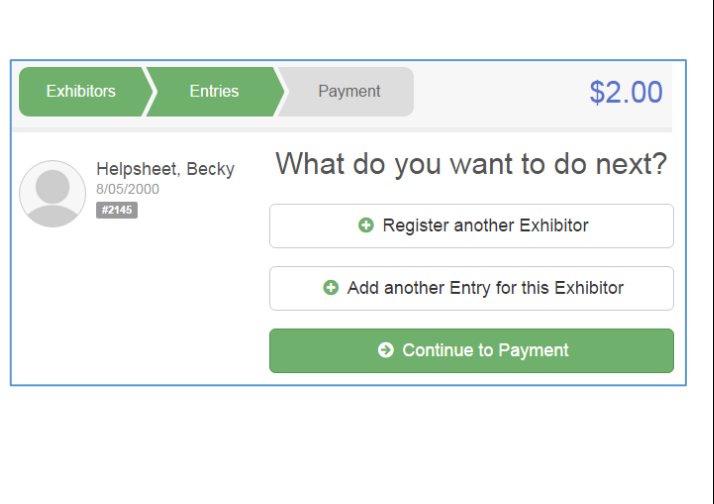 Exhibitors Entries Payment $2.00
Helpsheet, Becky
8/05/2000
#2145
What do you want to do next?
Register another Exhibitor
Add another Entry for this Exhibitor
Continue to Payment